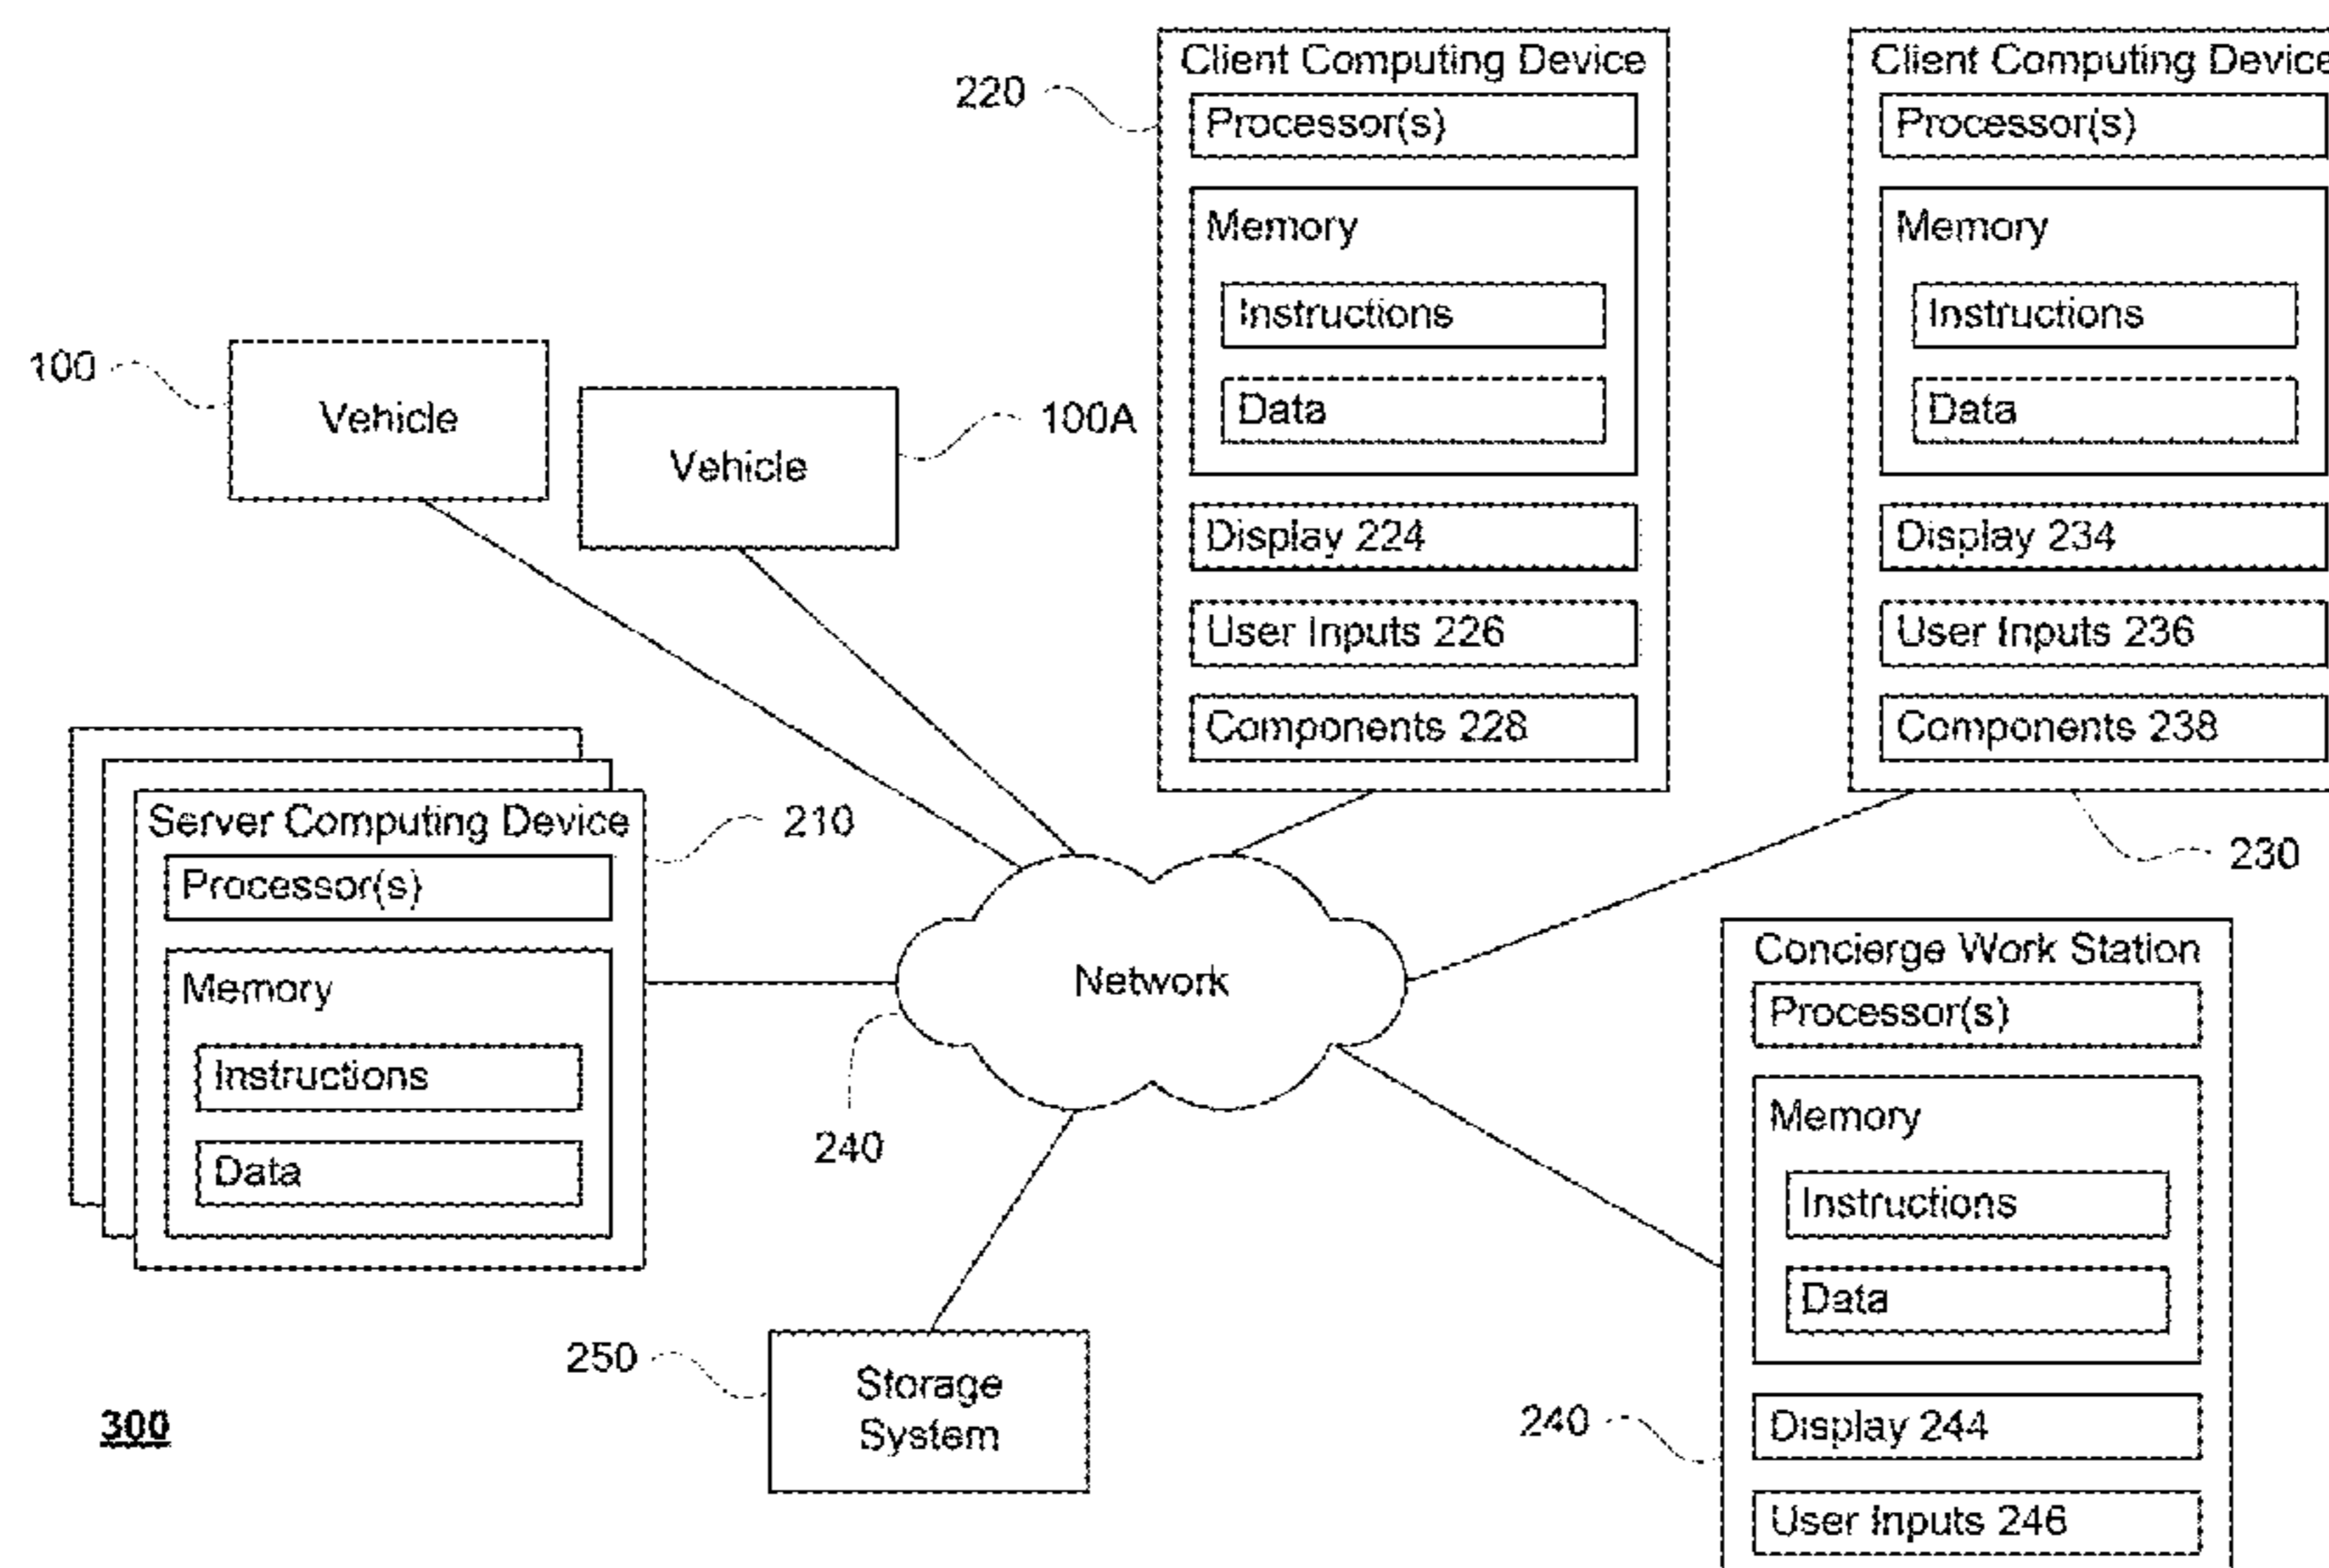 220
Client Computing Device
Processor(s)
Memory
Instructions
Data
Display 224
User Inputs 226
Components 228
Client Computing Device
Processor(s)
Memory
Instructions
Data
Display 234
User Inputs 236
Components 238
230
100
Vehicle
Vehicle
100A
Server Computing Device
210
Processor(s)
Memory
Instructions
Data
Network
240
Concierge Work Station
Processor(s)
Memory
Instructions
Data
Display 244
User Inputs 246
240
250
Storage
System
300